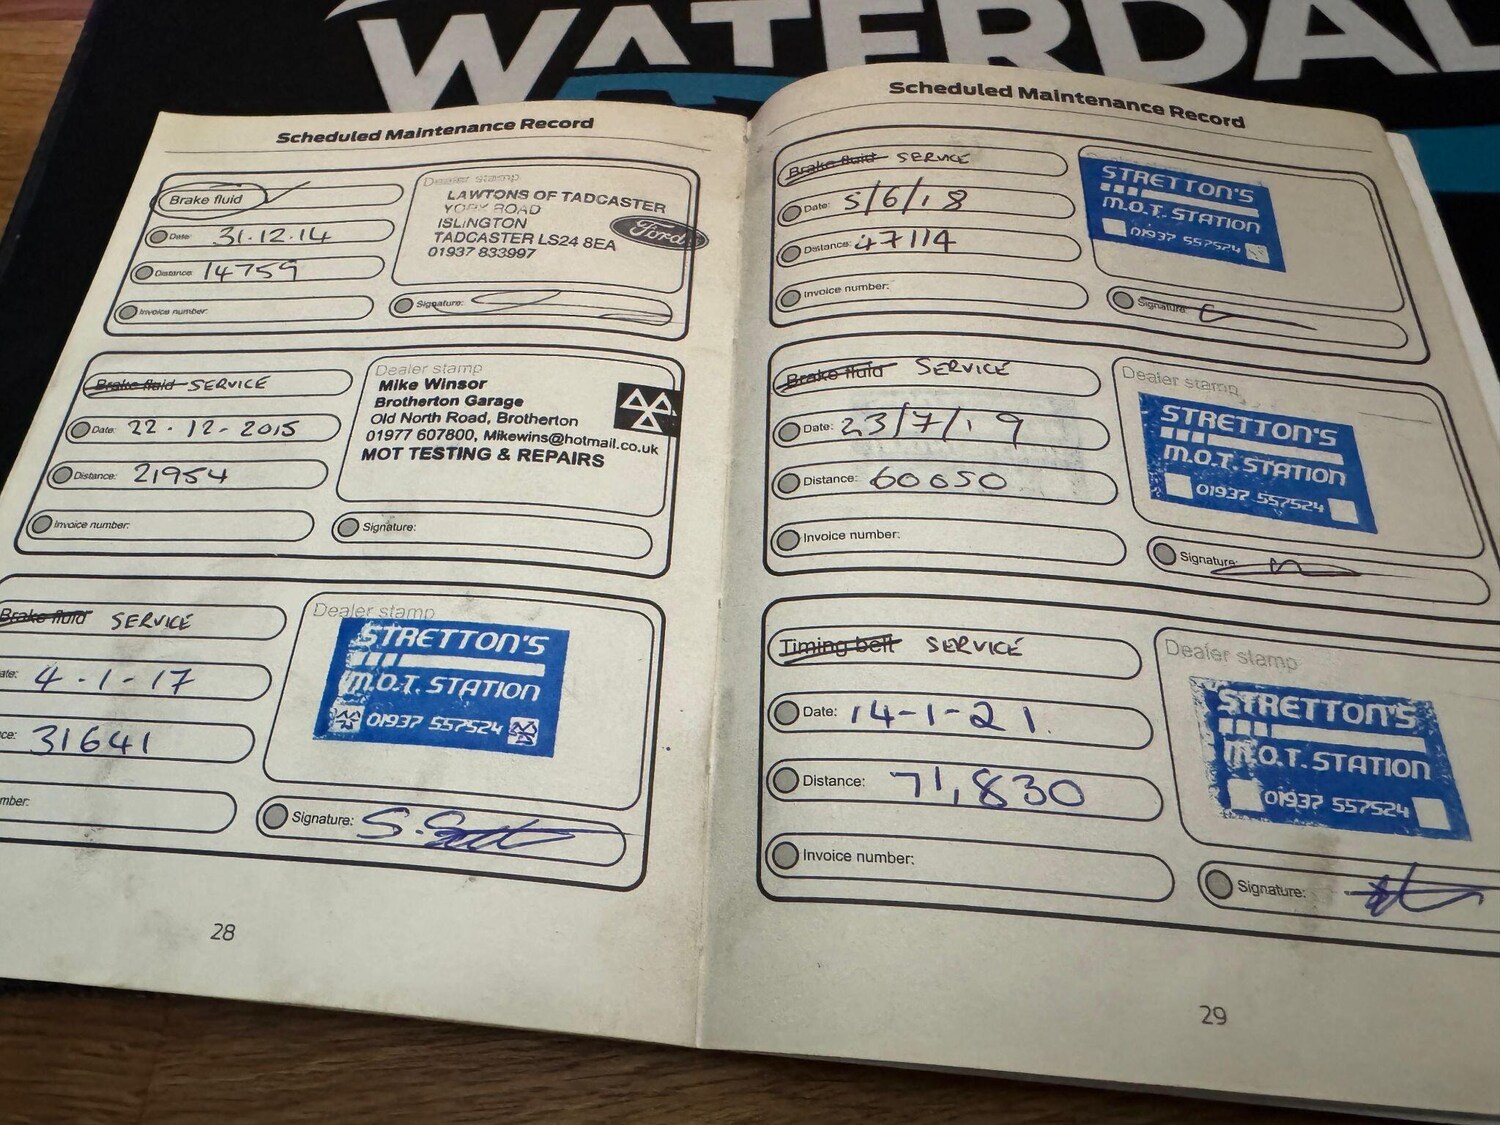 WATERDAL
Scheduled Maintenance Record
Brake fluid
Date: 31.12.14
Distance: 14759
Invoice number:
Dealer stamp
LAWTONS OF TADCASTER
YORK ROAD
ISLINGTON
TADCASTER LS24 8EA
01937 833997
Ford
Signature:
Brake fluid SERVICE
Date: 22.12-2015
Distance: 21954
Invoice number:
Dealer stamp
Mike Winsor
Brotherton Garage
Old North Road, Brotherton
01977 607800, Mikewins@hotmail.co.uk
MOT TESTING & REPAIRS
Signature:
Brake fluid SERVICE
ate: 4-1-17
ce: 31641
mber:
Dealer stamp
STRETTON'S
M.O.T. STATION
01937 557524
Signature:
28
Scheduled Maintenance Record
Brake fluid SERVICE
Date: 5/6/18
Distance: 47114
Invoice number:
STRETTON'S
M.O.T. STATION
01937 557524
Signature:
Brake fluid SERVICE
Date: 23/7/19
Distance: 60050
Invoice number:
Dealer stamp
STRETTON'S
M.O.T. STATION
01937 557524
Signature:
Timing belt SERVICE
Date: 14-1-21.
Distance: 71,830
Invoice number:
Dealer stamp
STRETTON'S
M.O.T. STATION
01937 557524
Signature:
29